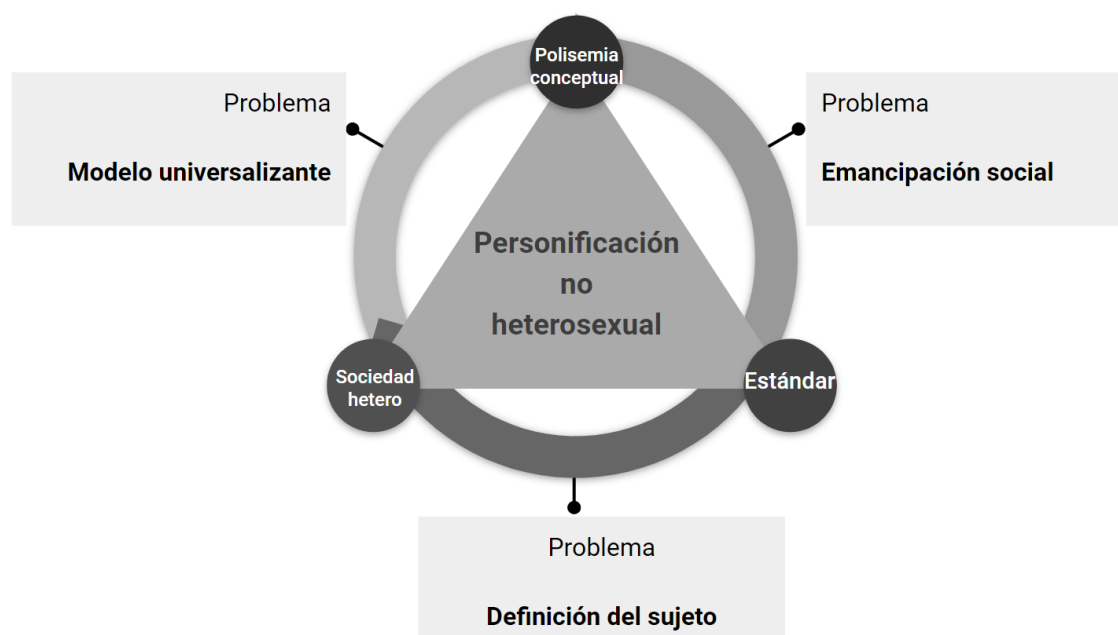 Polisemia
conceptual
Problema
Modelo universalizante
Problema
Emancipación social
Personificación
no
heterosexual
Sociedad
hetero
Estándar
Problema
Definición del sujeto